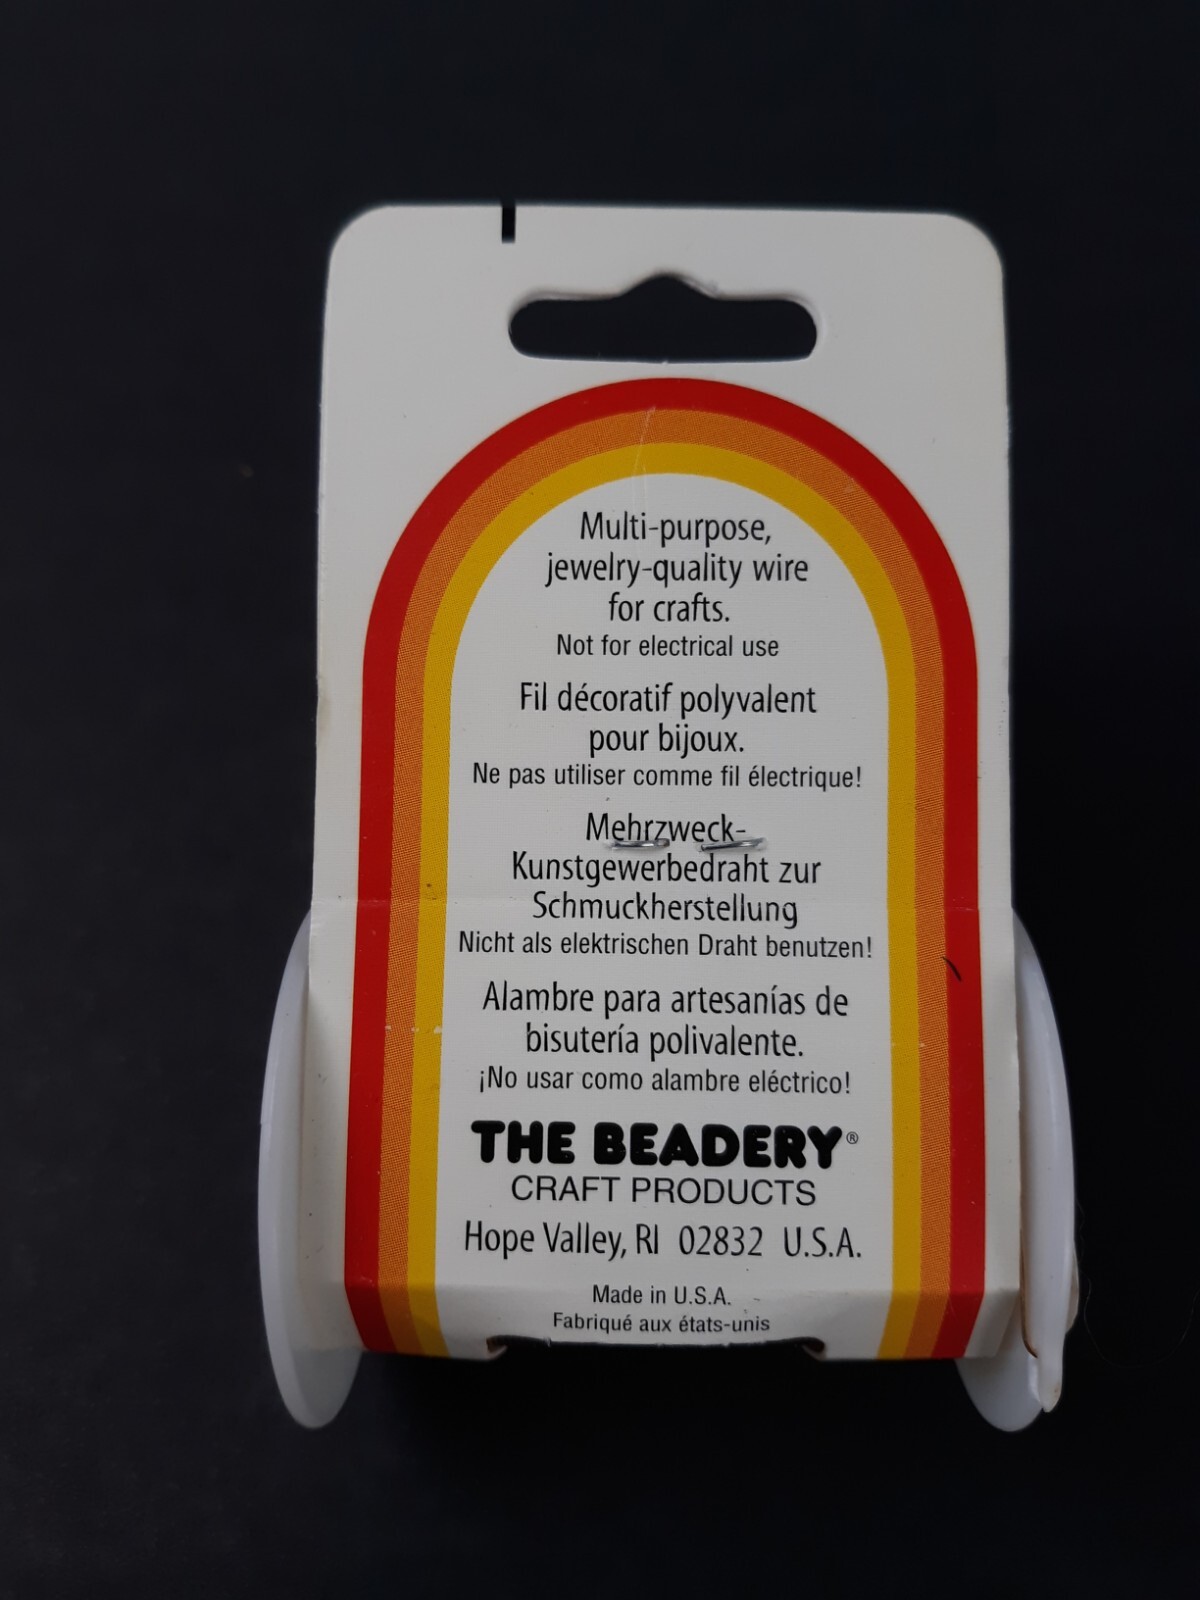 Multi-purpose,
jewelry-quality wire
for crafts.
Not for electrical use
Fil décoratif polyvalent
pour bijoux.
Ne pas utiliser comme fil électrique!
Mehrzweck-
Kunstgewerbedraht zur
Schmuckherstellung
Nicht als elektrischen Draht benutzen!
Alambre para artesanías de
bisutería polivalente.
¡No usar como alambre eléctrico!
THE BEADERY®
CRAFT PRODUCTS
Hope Valley, RI 02832 U.S.A.
Made in U.S.A.
Fabriqué aux états-unis